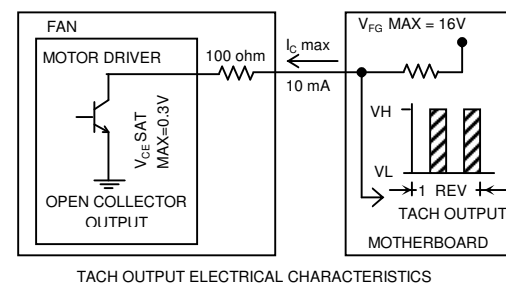 FAN
MOTOR DRIVER
100 ohm
I_C max
10 mA
V_CE SAT
MAX=0.3V
OPEN COLLECTOR
OUTPUT
V_FG MAX = 16V
VH
VL
1 REV
TACH OUTPUT
MOTHERBOARD
TACH OUTPUT ELECTRICAL CHARACTERISTICS